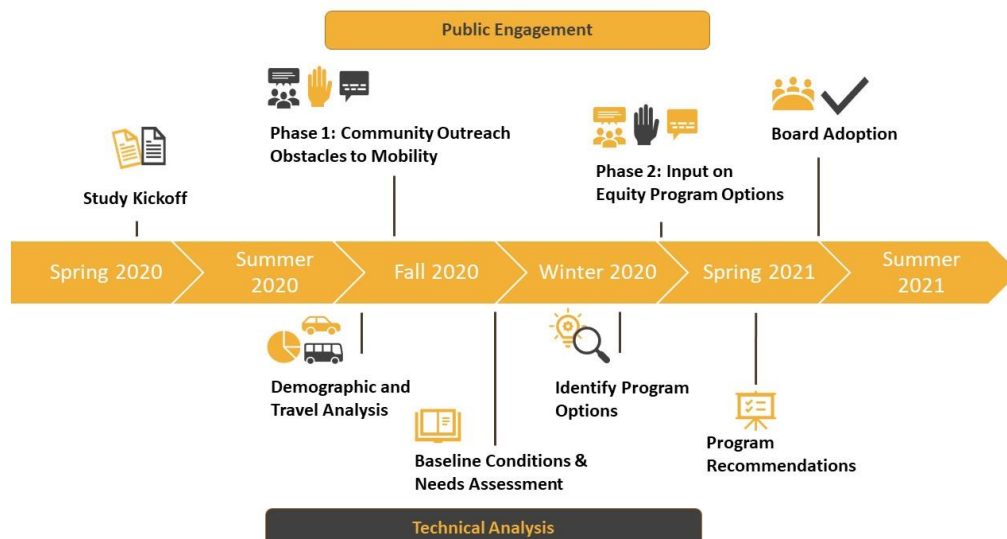 Public Engagement
Phase 1: Community Outreach
Obstacles to Mobility
Board Adoption
Phase 2: Input on
Equity Program Options
Study Kickoff
Spring 2020
Summer
2020
Fall 2020
Winter 2020
Spring 2021
Summer
2021
Demographic and
Travel Analysis
Identify Program
Options
Baseline Conditions &
Needs Assessment
Program
Recommendations
Technical Analysis